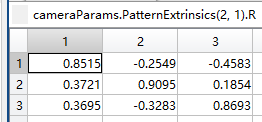 cameraParams.PatternExtrinsics(2, 1).R
1 2 3
1 0.8515 -0.2549 -0.4583
2 0.3721 0.9095 0.1854
3 0.3695 -0.3283 0.8693